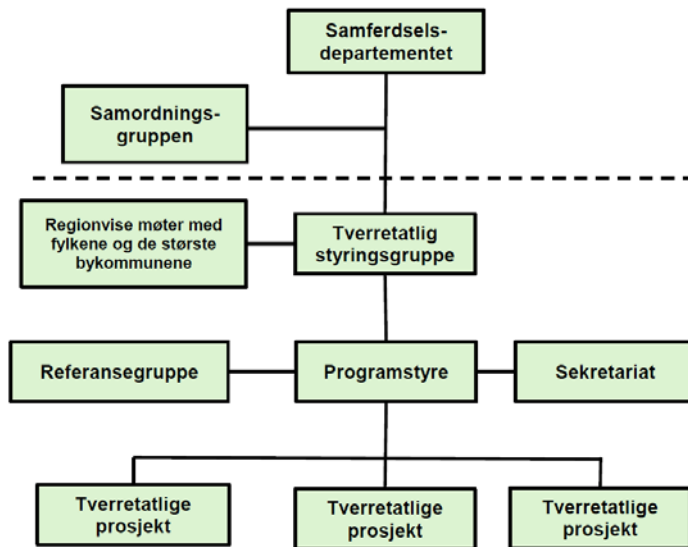 Samferdsels-
departementet
Samordnings-
gruppen
Regionvise møter med
fylkene og de største
bykommunene
Tverretatlig
styringsgruppe
Referansegruppe
Programstyre
Sekretariat
Tverretatlige
prosjekt
Tverretatlige
prosjekt
Tverretatlige
prosjekt